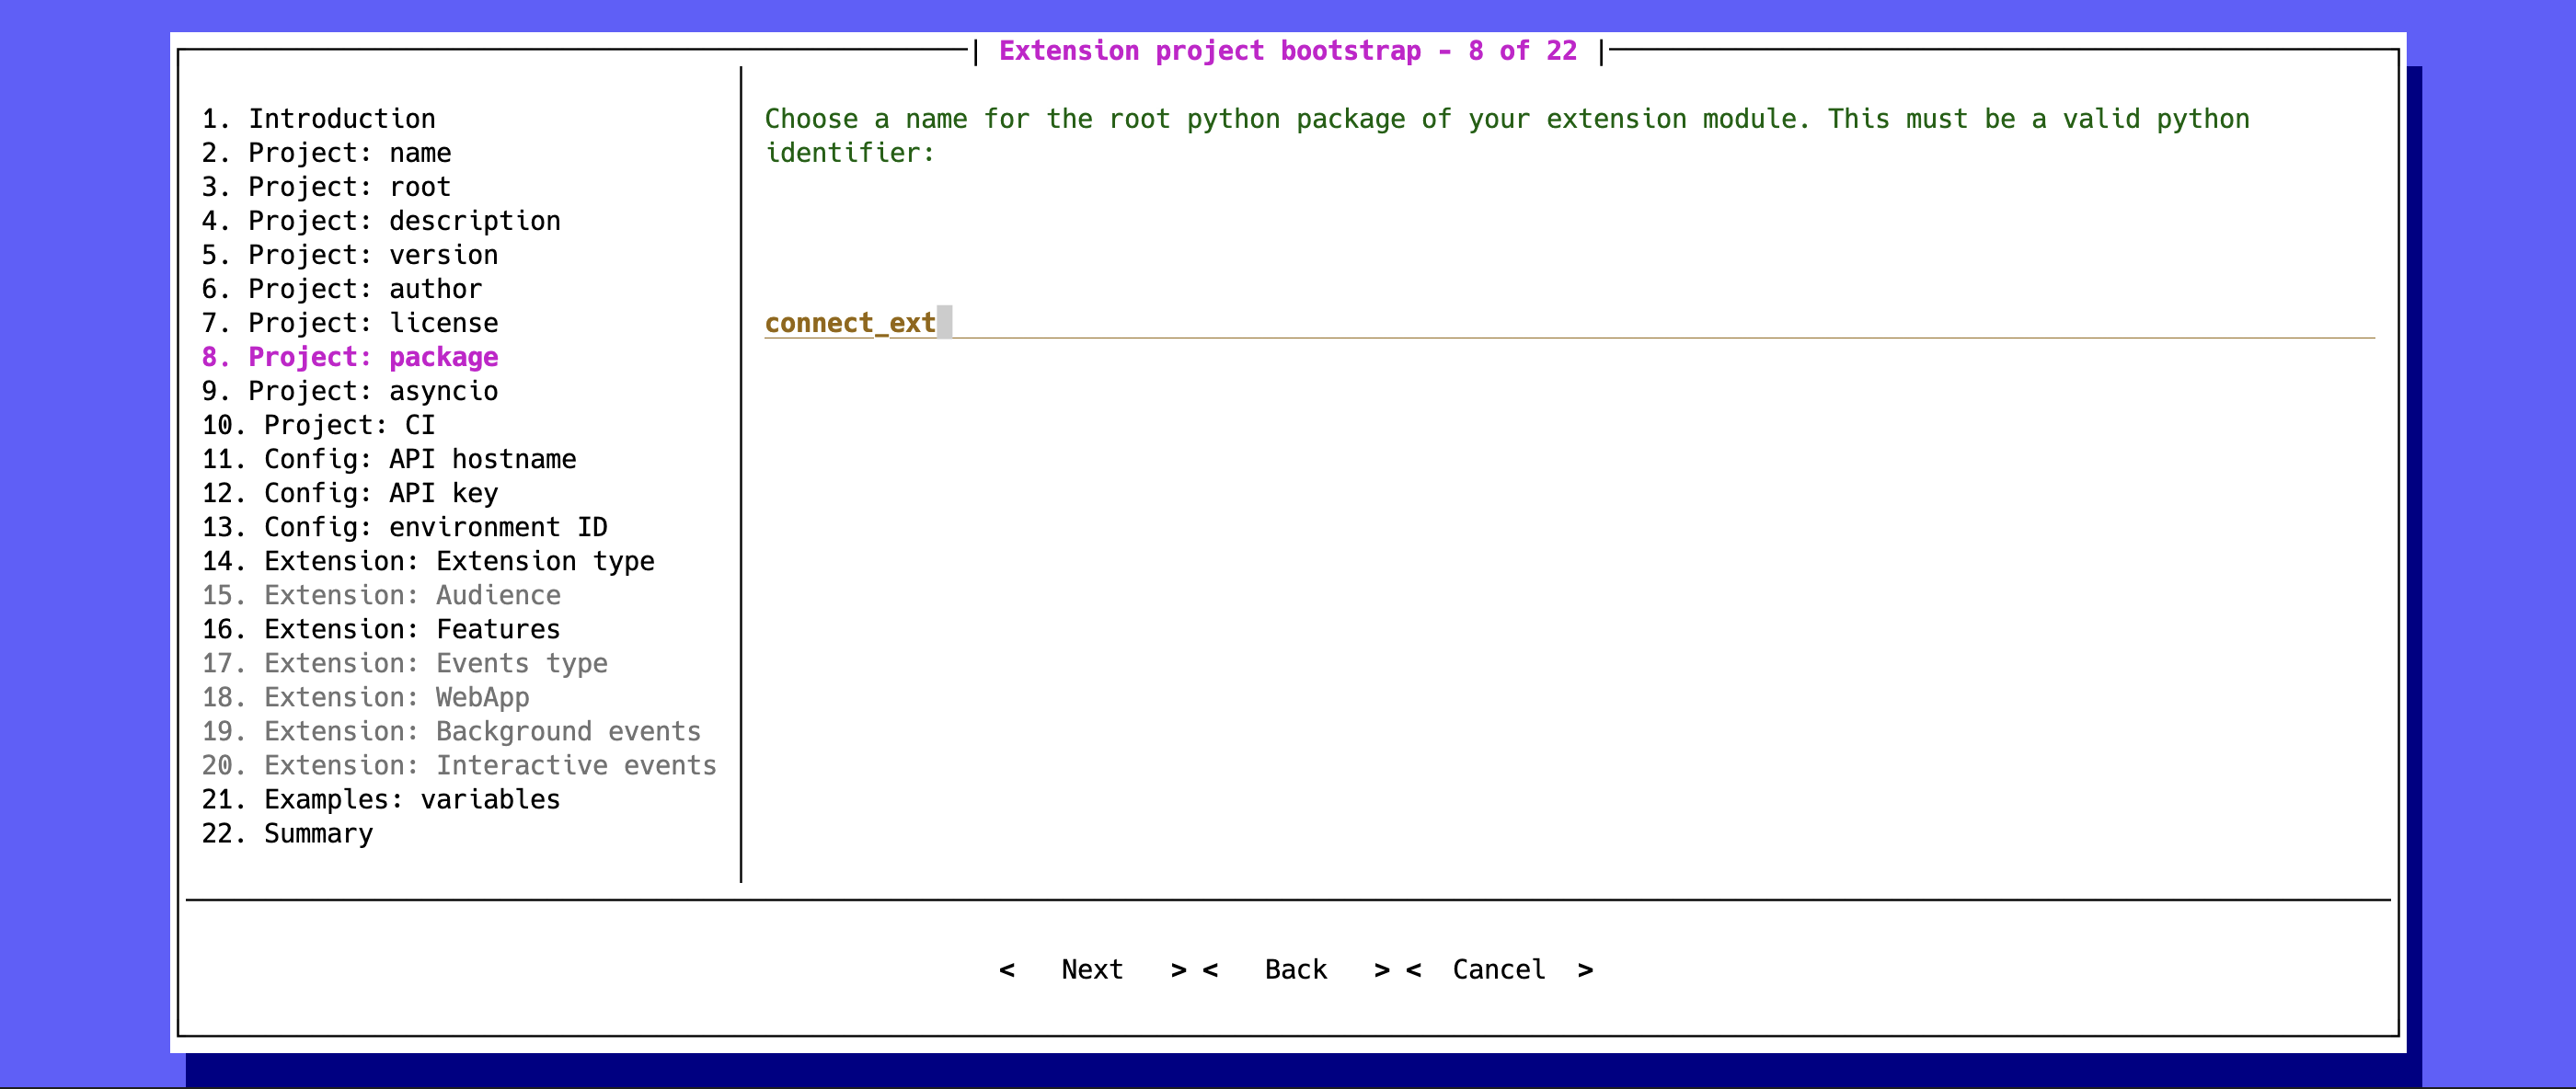 Extension project bootstrap - 8 of 22
1. Introduction
2. Project: name
3. Project: root
4. Project: description
5. Project: version
6. Project: author
7. Project: license
8. Project: package
9. Project: asyncio
10. Project: CI
11. Config: API hostname
12. Config: API key
13. Config: environment ID
14. Extension: Extension type
15. Extension: Audience
16. Extension: Features
17. Extension: Events type
18. Extension: WebApp
19. Extension: Background events
20. Extension: Interactive events
21. Examples: variables
22. Summary
Choose a name for the root python package of your extension module. This must be a valid python
identifier:
connect_ext
< Next > < Back > < Cancel >